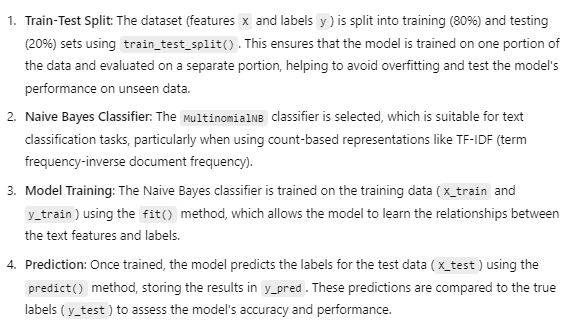 1. Train-Test Split: The dataset (features X and labels y) is split into training (80%) and testing
(20%) sets using train_test_split(). This ensures that the model is trained on one portion of
the data and evaluated on a separate portion, helping to avoid overfitting and test the model's
performance on unseen data.
2. Naive Bayes Classifier: The MultinomialNB classifier is selected, which is suitable for text
classification tasks, particularly when using count-based representations like TF-IDF (term
frequency-inverse document frequency).
3. Model Training: The Naive Bayes classifier is trained on the training data (X_train and
y_train) using the fit() method, which allows the model to learn the relationships between
the text features and labels.
4. Prediction: Once trained, the model predicts the labels for the test data (X_test) using the
predict() method, storing the results in y_pred. These predictions are compared to the true
labels (y_test) to assess the model's accuracy and performance.